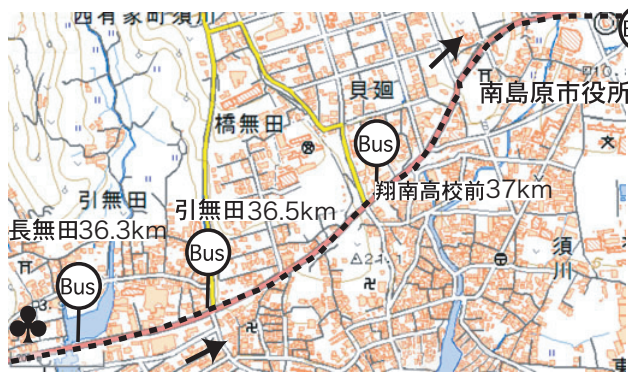 西有家町須川
貝廻
橋無田
南島原市役所
Bus
翔南高校前37km
引無田
引無田36.5km
長無田36.3km
Bus
Bus
21.1
須川